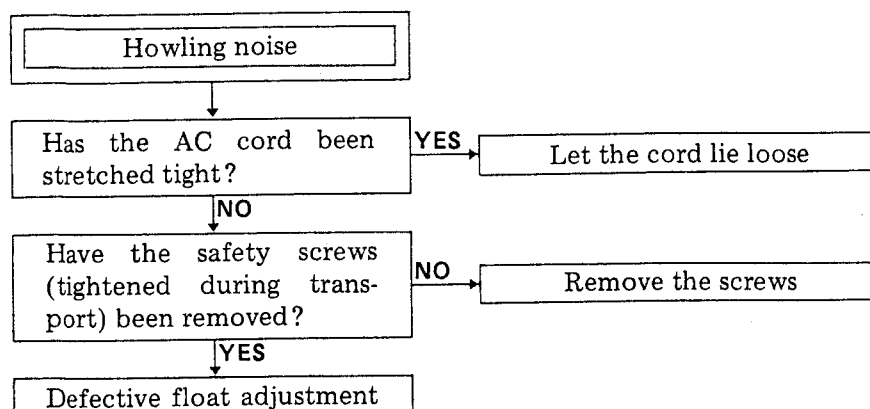 Howling noise
Has the AC cord been
stretched tight?
YES
Let the cord lie loose
NO
Have the safety screws
(tightened during trans-
port) been removed?
NO
Remove the screws
YES
Defective float adjustment